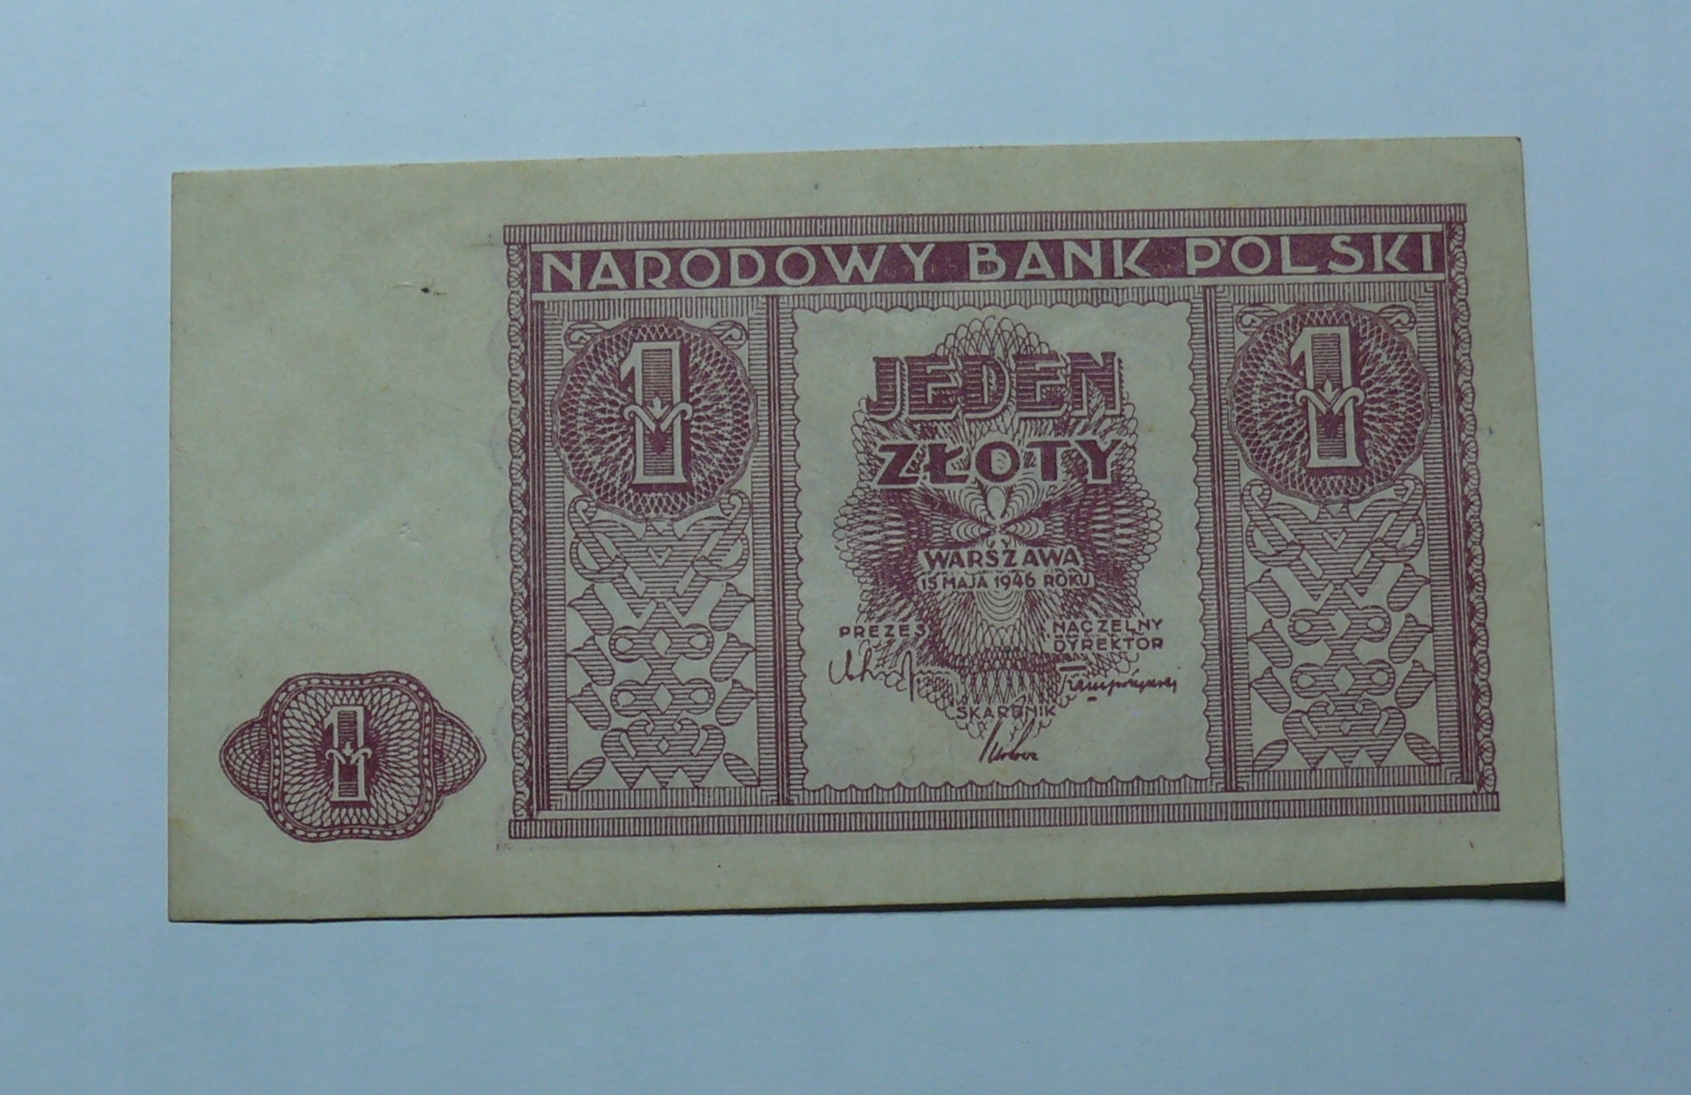 NARODOWY BANK POLSKI
1
1
JEDEN
ZŁOTY
WARSZAWA
15 MAJA 1946 ROKU
PREZES
NACZELNY
DYREKTOR
SKARBNIK
1